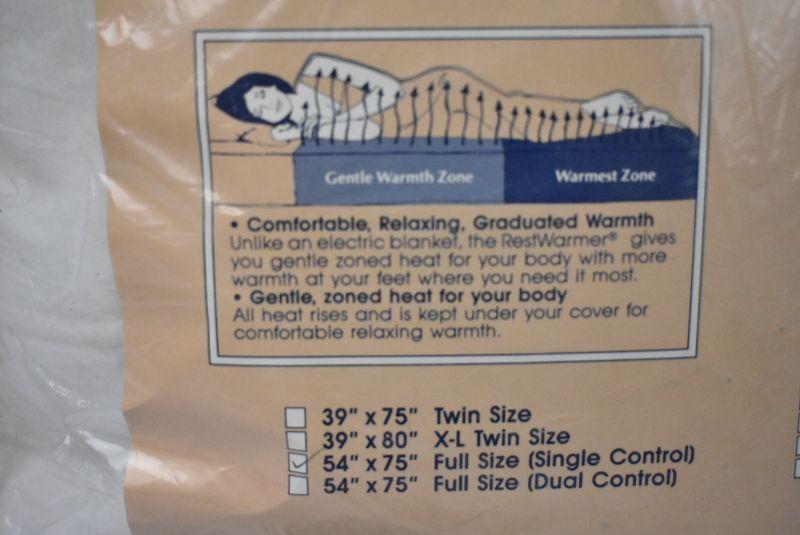 Gentle Warmth Zone Warmest Zone
• Comfortable, Relaxing, Graduated Warmth
Unlike an electric blanket, the RestWarmer® gives
you gentle zoned heat for your body with more
warmth at your feet where you need it most.
• Gentle, zoned heat for your body
All heat rises and is kept under your cover for
comfortable relaxing warmth.
39" x 75" Twin Size
39" x 80" X-L Twin Size
54" x 75" Full Size (Single Control)
54" x 75" Full Size (Dual Control)